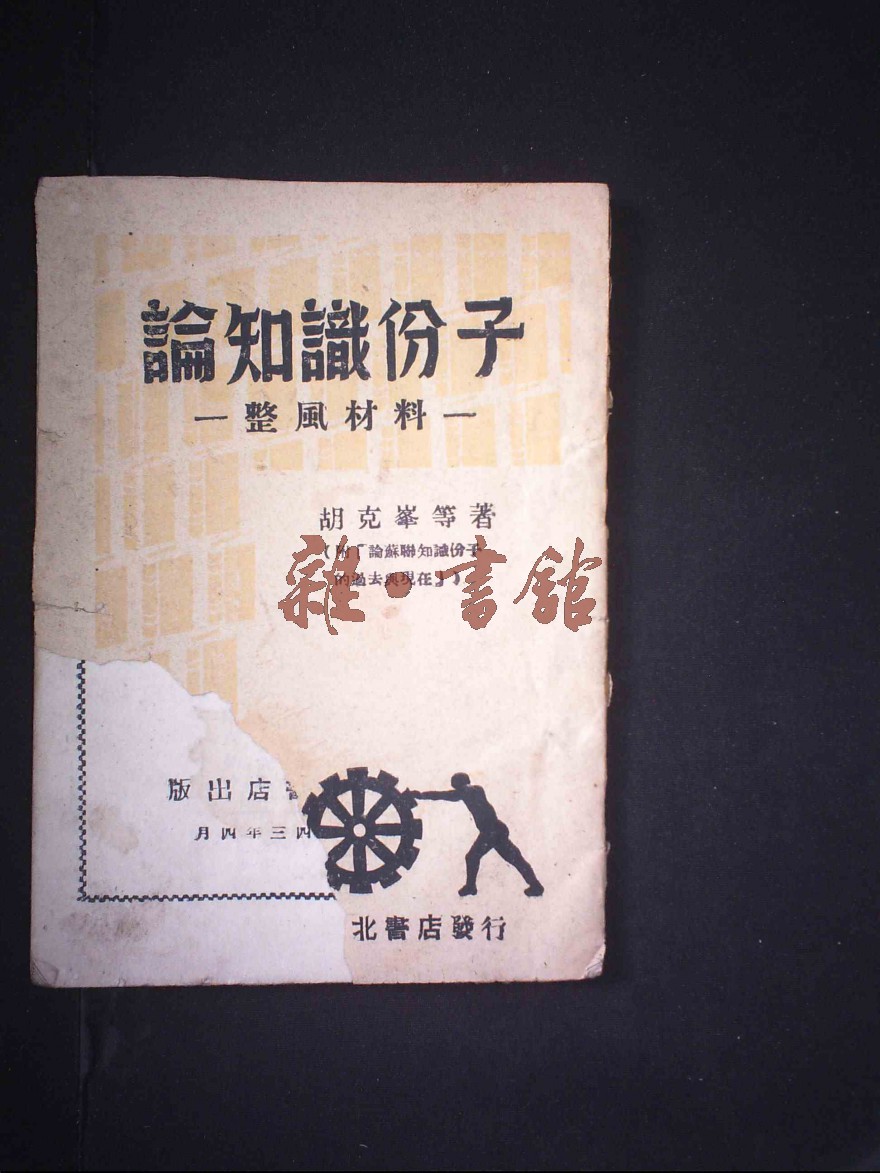 論知識份子
—整風材料—
胡克峯等著
(附「論蘇聯知識份子
的過去與現在」)
雜·書館
版出店書
月四年三四
北書店發行